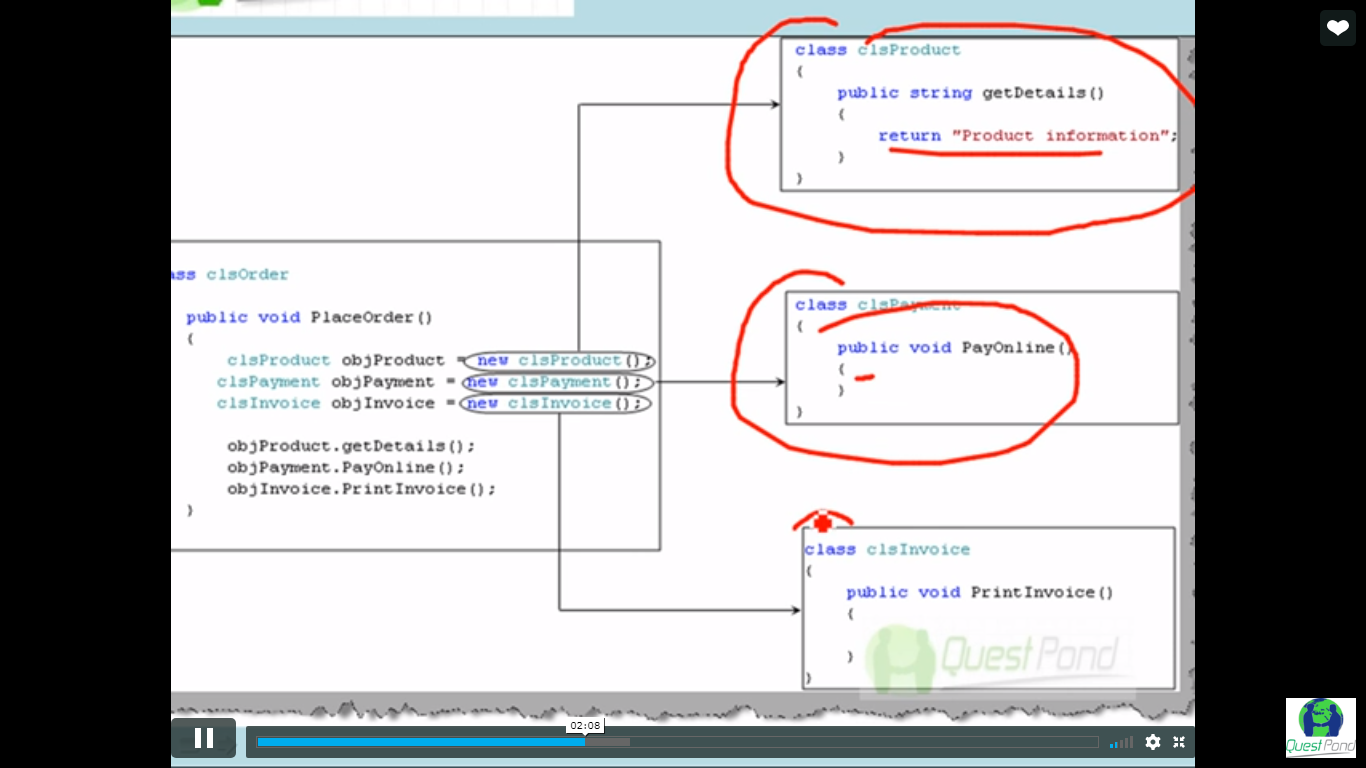 class clsProduct
{
public string getDetails()
{
return "Product information";
}
}
ass clsOrder
public void PlaceOrder()
{
clsProduct objProduct = new clsProduct();
clsPayment objPayment = new clsPayment();
clsInvoice objInvoice = new clsInvoice();
objProduct.getDetails();
objPayment.PayOnline();
objInvoice.PrintInvoice();
}
class clsPayment
{
public void PayOnline()
{
}
}
class clsInvoice
{
public void PrintInvoice()
{
}
}
QuestPond
02:08
QuestPond